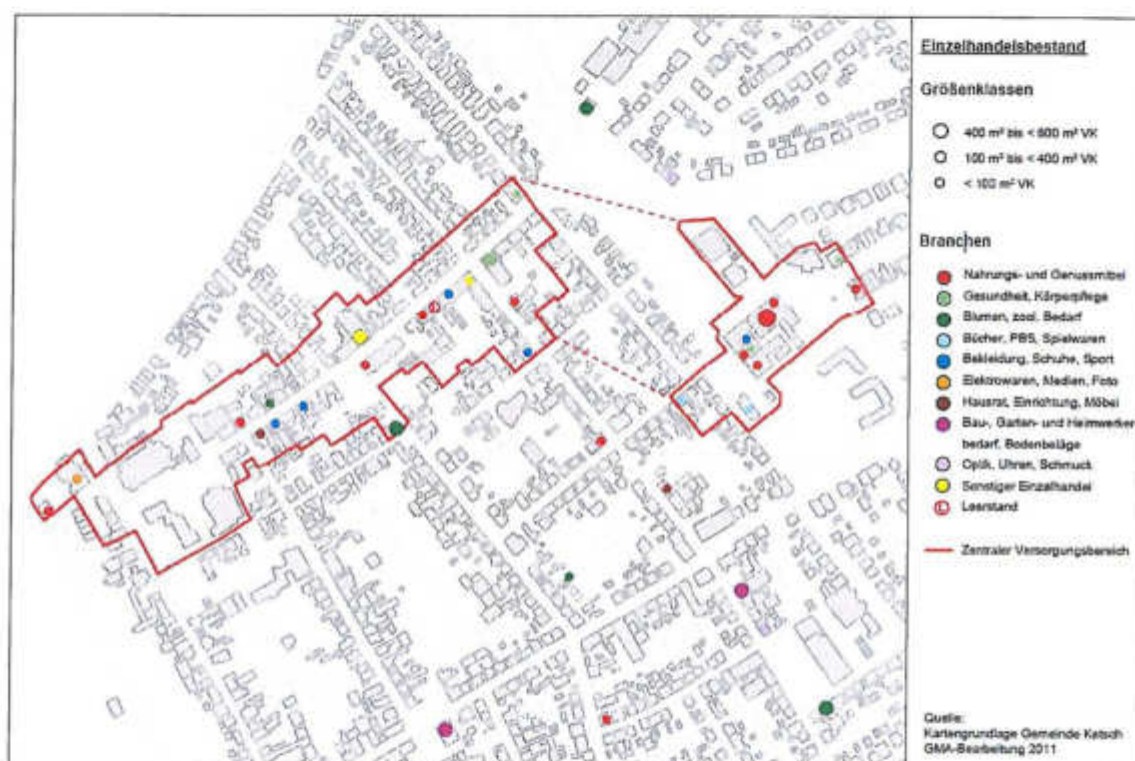 Einzelhandelsbestand
Größenklassen
400 m² bis < 800 m² VK
100 m² bis < 400 m² VK
< 100 m² VK
Branchen
Nahrungs- und Genussmittel
Gesundheit, Körperpflege
Blumen, zool. Bedarf
Bücher, PBS, Spielwaren
Bekleidung, Schuhe, Sport
Elektrowaren, Medien, Foto
Hausrat, Einrichtung, Möbel
Bau-, Garten- und Heimwerker
bedarf, Bodenbeläge
Optik, Uhren, Schmuck
Sonstiger Einzelhandel
L Leerstand
Zentraler Versorgungsbereich
Quelle:
Kartengrundlage Gemeinde Ketsch
GMA-Bearbeitung 2011